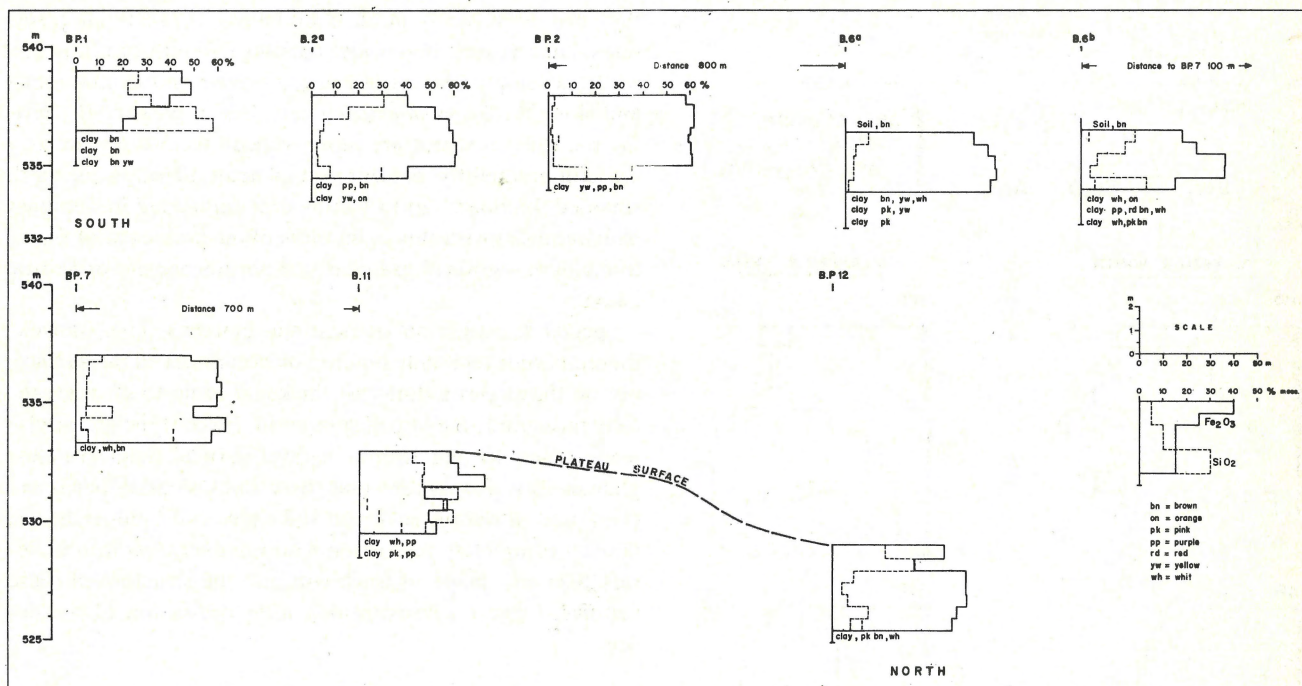 m BP.1 B.2ª BP.2 B.6ª B.6ᵇ
540
0 10 20 30 40 50 60 %
0 10 20 30 40 50 60 %
Distance 800 m
0 10 20 30 40 50 60 %
Distance to BP.7 100 m
Soil, bn
Soil, bn
535
clay bn
clay bn
clay bn yw
clay pp, bn
clay yw, on
clay yw, pp, bn
clay bn, yw, wh
clay pk, yw
clay pk
clay wh, on
clay pp, rd bn, wh
clay wh, pk bn
SOUTH
532
m BP.7 B.11 B.P 12
540
Distance 700 m
535
clay, wh, bn
PLATEAU SURFACE
530
clay wh, pp
clay pk, pp
525
clay, pk bn, wh
NORTH
m
2
1
0
SCALE
0 10 20 30 40 50 m
0 10 20 30 40 50 % mass.
Fe2O3
SiO2
bn = brown
on = orange
pk = pink
pp = purple
rd = red
yw = yellow
wh = whit